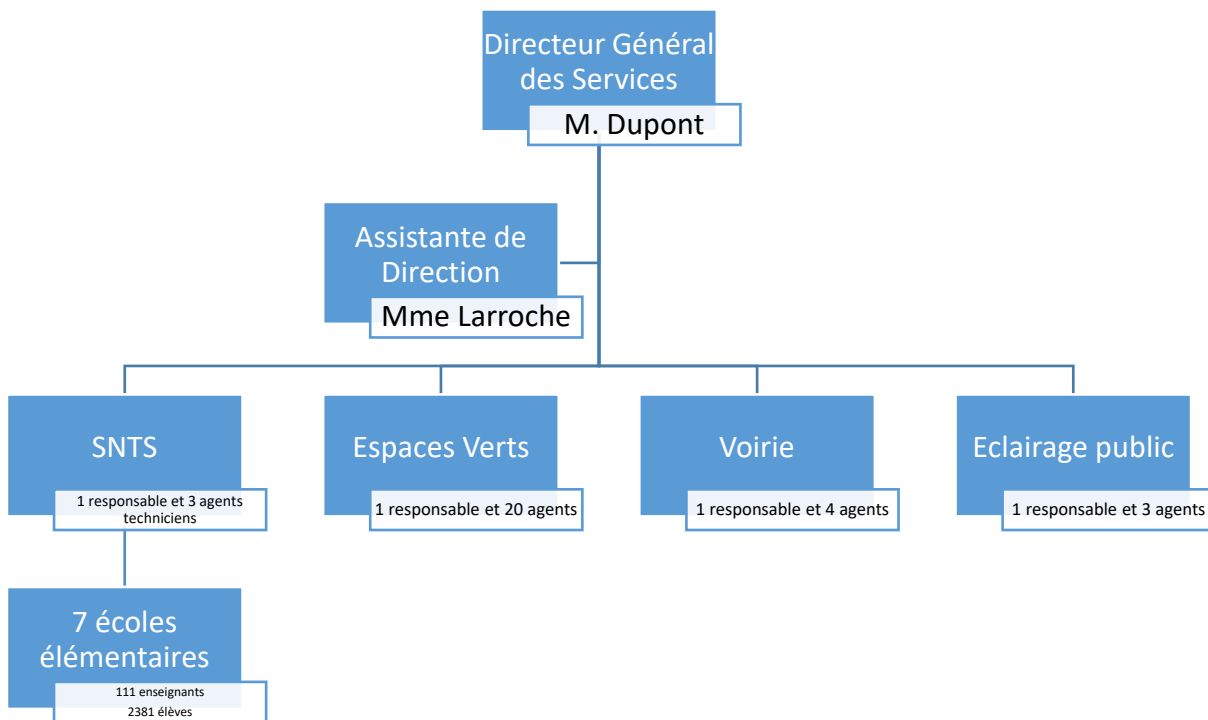 Directeur Général
des Services
M. Dupont
Assistante de
Direction
Mme Larroche
SNTS
1 responsable et 3 agents
techniciens
Espaces Verts
1 responsable et 20 agents
Voirie
1 responsable et 4 agents
Eclairage public
1 responsable et 3 agents
7 écoles
élémentaires
111 enseignants
2381 élèves